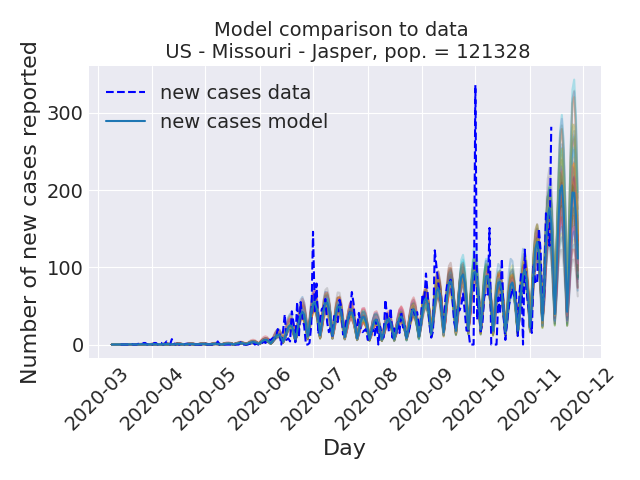 Model comparison to data
US - Missouri - Jasper, pop. = 121328
Number of new cases reported
new cases data
new cases model
300
200
100
0
2020-03
2020-04
2020-05
2020-06
2020-07
2020-08
2020-09
2020-10
2020-11
2020-12
Day